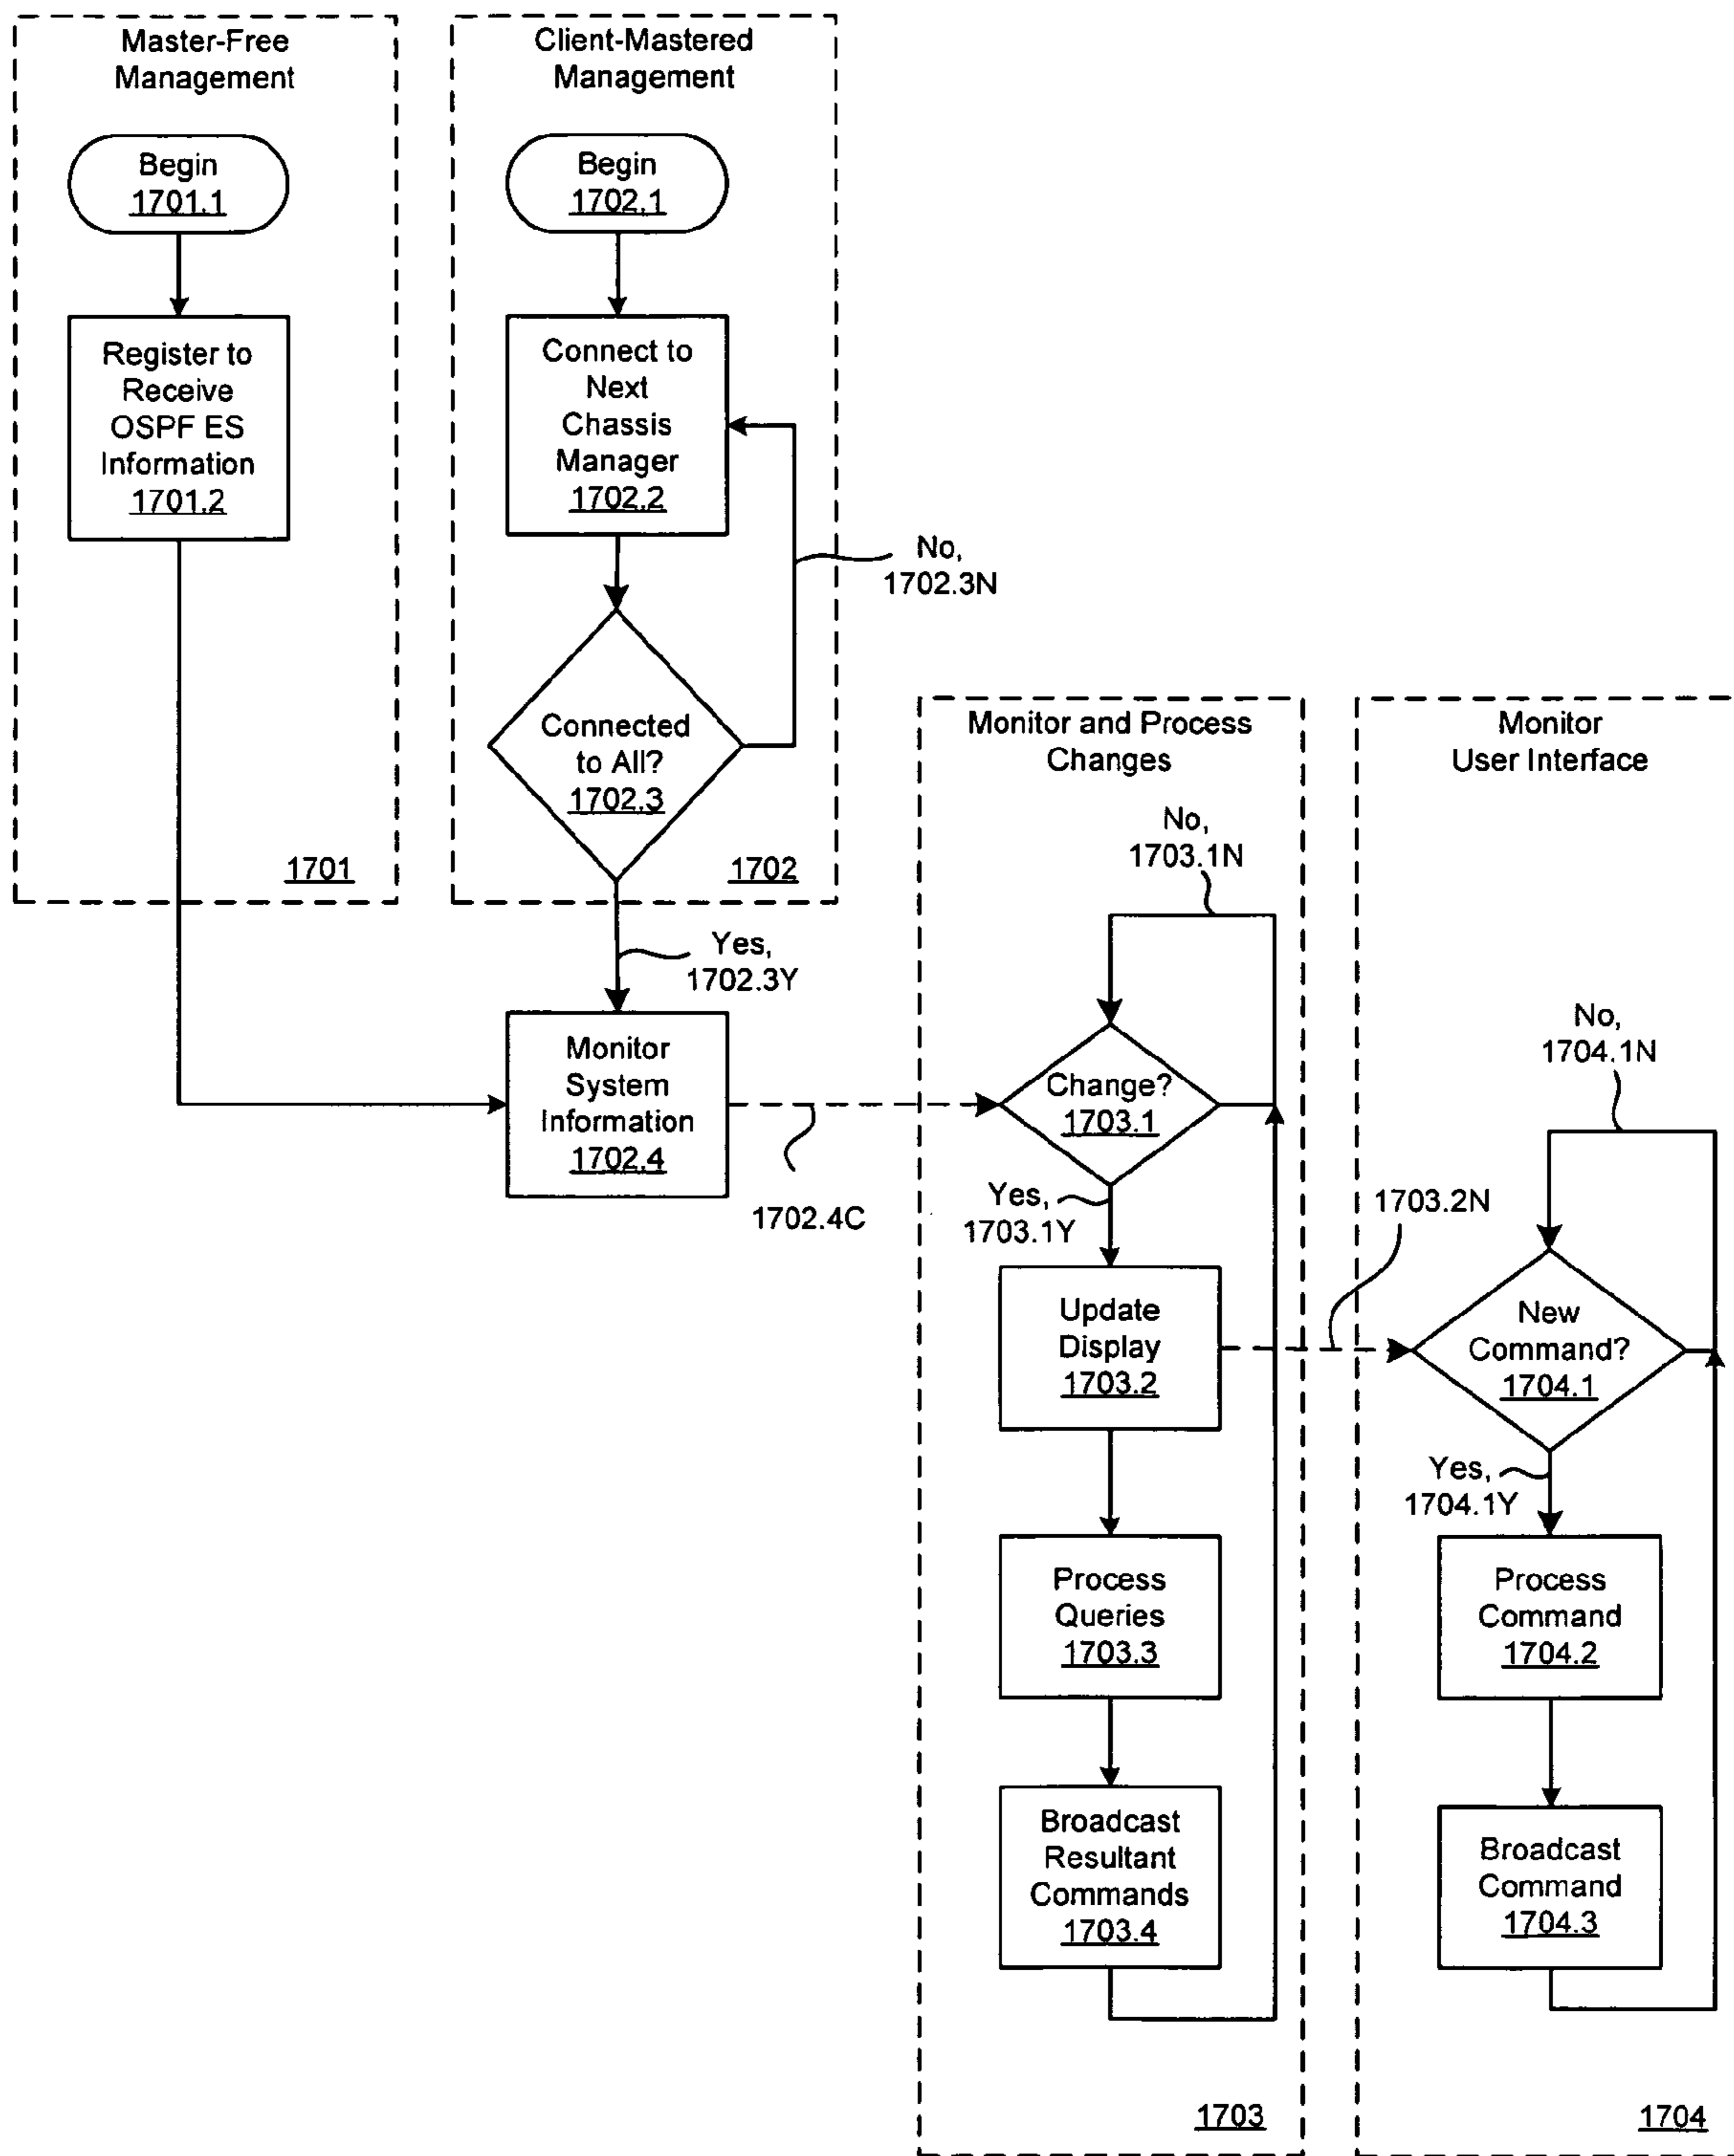 Master-Free
Management
Begin
1701.1
Register to
Receive
OSPF ES
Information
1701.2
1701
Client-Mastered
Management
Begin
1702.1
Connect to
Next
Chassis
Manager
1702.2
No,
1702.3N
Connected
to All?
1702.3
1702
Yes,
1702.3Y
Monitor
System
Information
1702.4
1702.4C
Monitor and Process
Changes
No,
1703.1N
Change?
1703.1
Yes,
1703.1Y
Update
Display
1703.2
1703.2N
Process
Queries
1703.3
Broadcast
Resultant
Commands
1703.4
1703
Monitor
User Interface
No,
1704.1N
New
Command?
1704.1
Yes,
1704.1Y
Process
Command
1704.2
Broadcast
Command
1704.3
1704